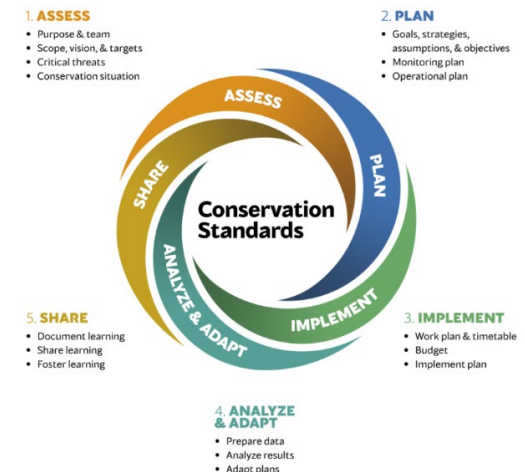 1. ASSESS
• Purpose & team
• Scope, vision, & targets
• Critical threats
• Conservation situation
2. PLAN
• Goals, strategies,
assumptions, & objectives
• Monitoring plan
• Operational plan
ASSESS
PLAN
SHARE
Conservation
Standards
ANALYZE & ADAPT
IMPLEMENT
5. SHARE
• Document learning
• Share learning
• Foster learning
3. IMPLEMENT
• Work plan & timetable
• Budget
• Implement plan
4. ANALYZE
& ADAPT
• Prepare data
• Analyze results
• Adapt plans